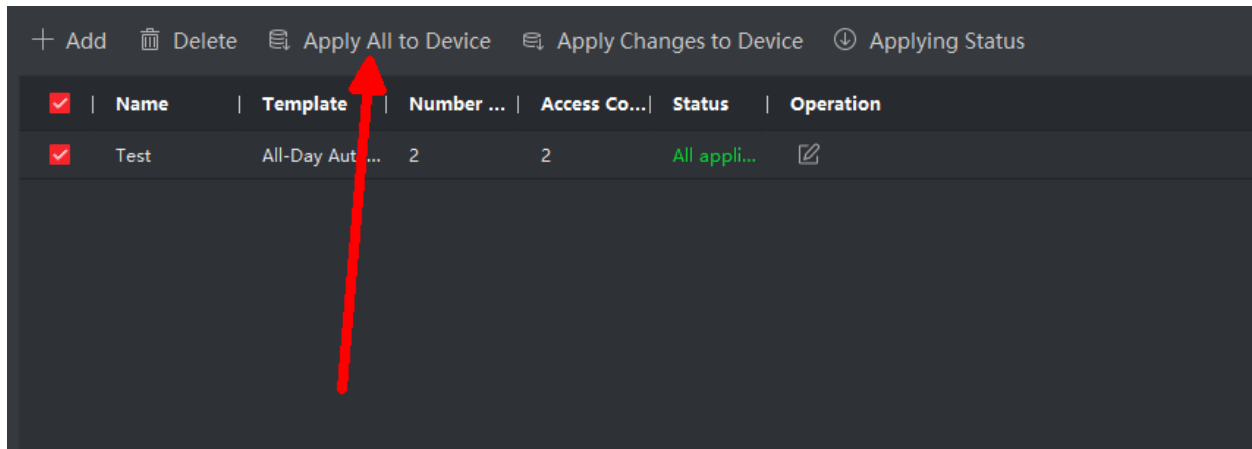 Add Delete Apply All to Device Apply Changes to Device Applying Status
Name | Template | Number ... | Access Co...| Status | Operation
Test All-Day Aut... 2 2 All appli...